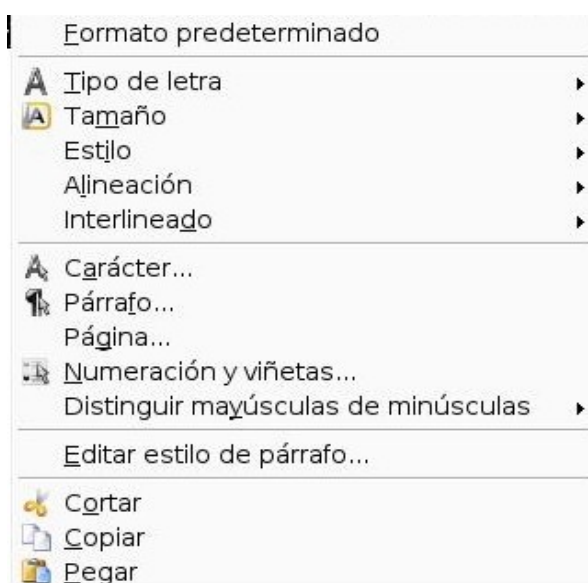 Formato predeterminado
Tipo de letra
Tamaño
Estilo
Alineación
Interlineado
Carácter...
Párrafo...
Página...
Numeración y viñetas...
Distinguir mayúsculas de minúsculas
Editar estilo de párrafo...
Cortar
Copiar
Pegar